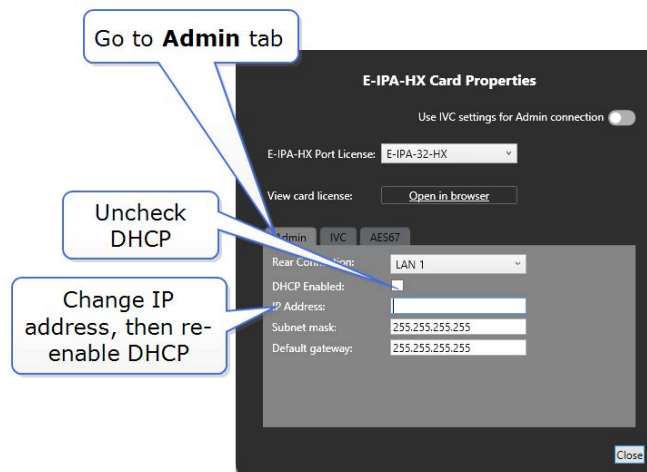 Go to Admin tab
E-IPA-HX Card Properties
Use IVC settings for Admin connection
E-IPA-HX Port License: E-IPA-32-HX
View card license: Open in browser
Uncheck
DHCP
Admin IVC AES67
Rear Connection: LAN 1
DHCP Enabled:
Change IP
address, then re-
enable DHCP
IP Address:
Subnet mask: 255.255.255.255
Default gateway: 255.255.255.255
Close